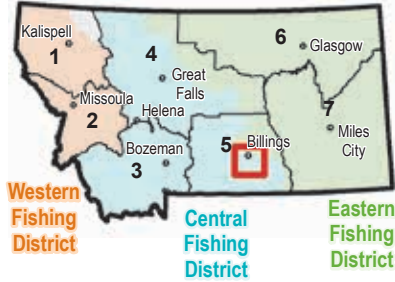 Kalispell
1
Missoula
2
4
Great
Falls
Helena
Bozeman
3
6
Glasgow
5
Billings
7
Miles
City
Western
Fishing
District
Central
Fishing
District
Eastern
Fishing
District